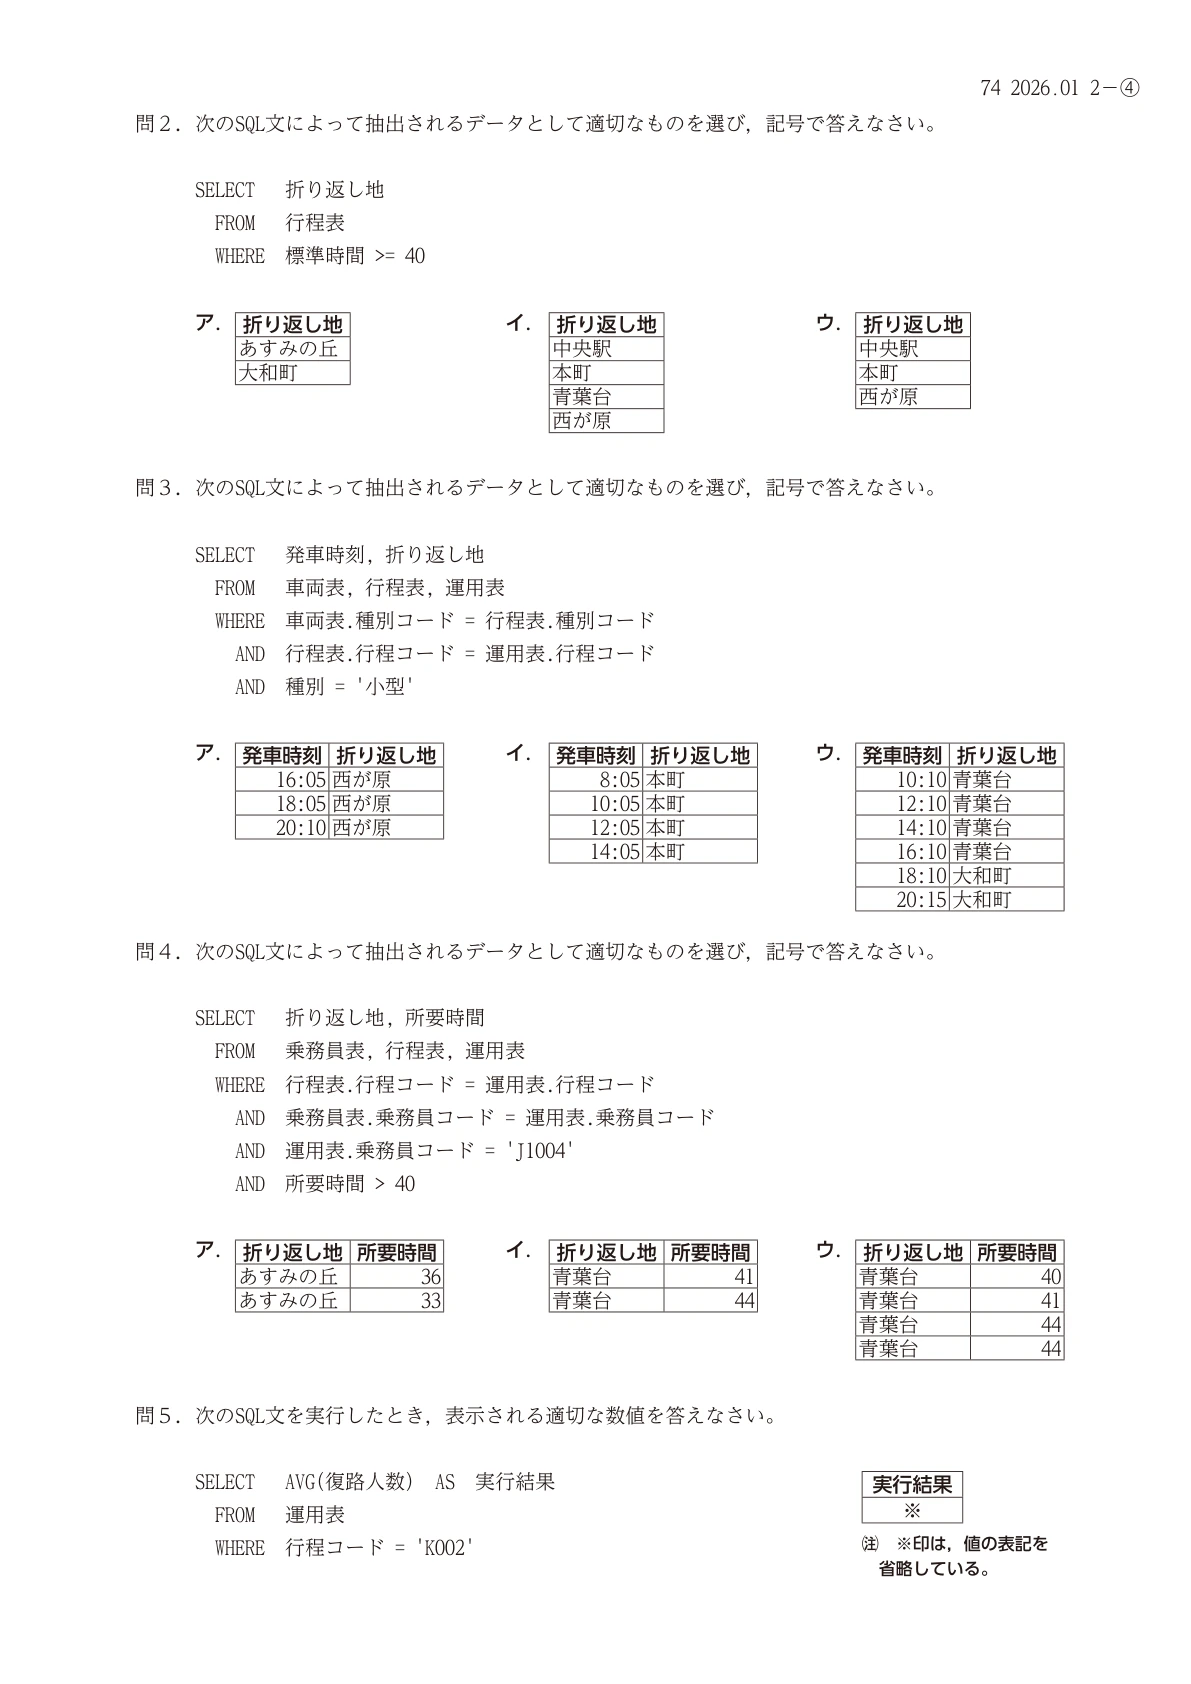 74 2026.01 2－④
問２．次のSQL文によって抽出されるデータとして適切なものを選び，記号で答えなさい。
SELECT 折り返し地
FROM 行程表
WHERE 標準時間 >= 40
ア． 折り返し地
あすみの丘
大和町
イ． 折り返し地
中央駅
本町
青葉台
西が原
ウ． 折り返し地
中央駅
本町
西が原
問３．次のSQL文によって抽出されるデータとして適切なものを選び，記号で答えなさい。
SELECT 発車時刻，折り返し地
FROM 車両表，行程表，運用表
WHERE 車両表.種別コード = 行程表.種別コード
AND 行程表.行程コード = 運用表.行程コード
AND 種別 = '小型'
ア． 発車時刻 折り返し地
16:05 西が原
18:05 西が原
20:10 西が原
イ． 発車時刻 折り返し地
8:05 本町
10:05 本町
12:05 本町
14:05 本町
ウ． 発車時刻 折り返し地
10:10 青葉台
12:10 青葉台
14:10 青葉台
16:10 青葉台
18:10 大和町
20:15 大和町
問４．次のSQL文によって抽出されるデータとして適切なものを選び，記号で答えなさい。
SELECT 折り返し地，所要時間
FROM 乗務員表，行程表，運用表
WHERE 行程表.行程コード = 運用表.行程コード
AND 乗務員表.乗務員コード = 運用表.乗務員コード
AND 運用表.乗務員コード = 'J1004'
AND 所要時間 > 40
ア． 折り返し地 所要時間
あすみの丘 36
あすみの丘 33
イ． 折り返し地 所要時間
青葉台 41
青葉台 44
ウ． 折り返し地 所要時間
青葉台 40
青葉台 41
青葉台 44
青葉台 44
問５．次のSQL文を実行したとき，表示される適切な数値を答えなさい。
SELECT AVG(復路人数) AS 実行結果
FROM 運用表
WHERE 行程コード = 'K002'
実行結果
※
㊟ ※印は，値の表記を
省略している。